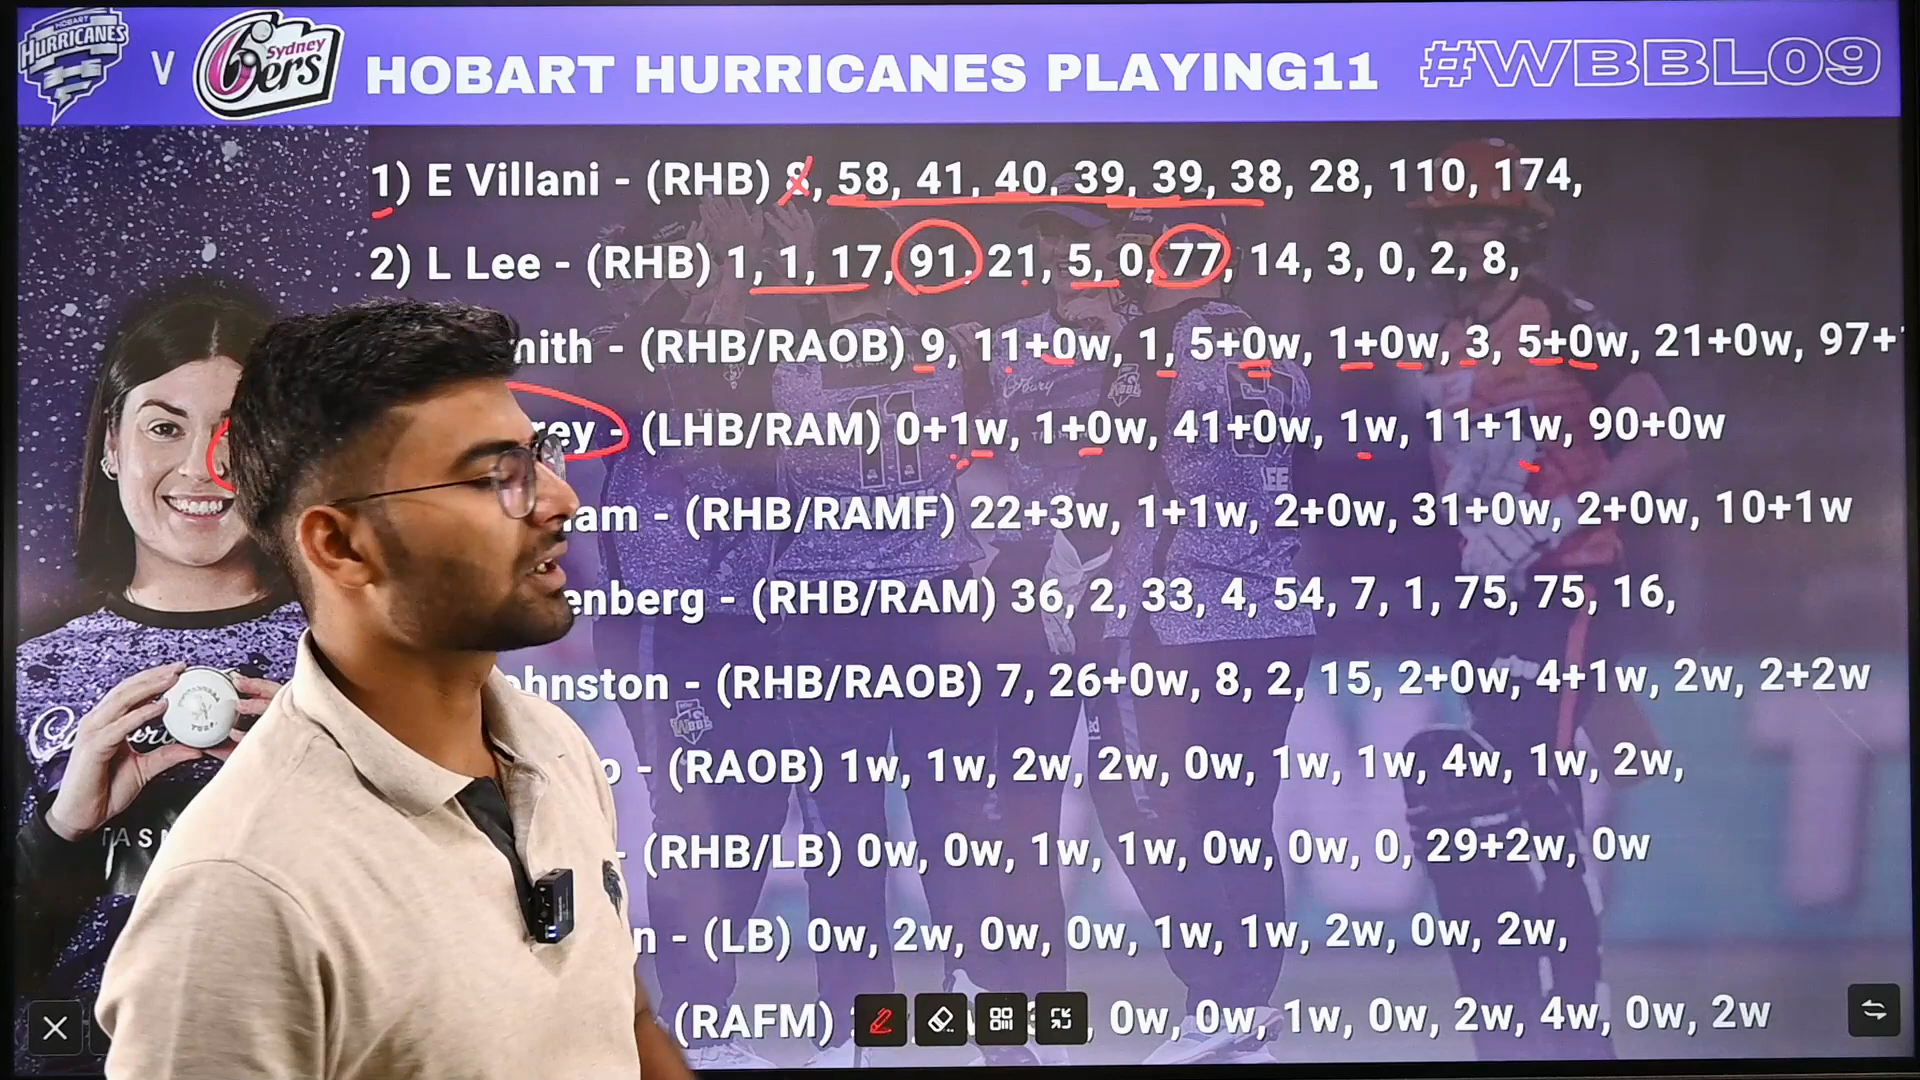 HOBART HURRICANES V Sydney 6ers HOBART HURRICANES PLAYING11 #WBBL09
1) E Villani - (RHB) 8, 58, 41, 40, 39, 39, 38, 28, 110, 174,
2) L Lee - (RHB) 1, 1, 17, 91, 21, 5, 0, 77, 14, 3, 0, 2, 8,
mith - (RHB/RAOB) 9, 11+0w, 1, 5+0w, 1+0w, 3, 5+0w, 21+0w, 97+
rey - (LHB/RAM) 0+1w, 1+0w, 41+0w, 1w, 11+1w, 90+0w
ham - (RHB/RAMF) 22+3w, 1+1w, 2+0w, 31+0w, 2+0w, 10+1w
enberg - (RHB/RAM) 36, 2, 33, 4, 54, 7, 1, 75, 75, 16,
ohnston - (RHB/RAOB) 7, 26+0w, 8, 2, 15, 2+0w, 4+1w, 2w, 2+2w
o - (RAOB) 1w, 1w, 2w, 2w, 0w, 1w, 1w, 4w, 1w, 2w,
- (RHB/LB) 0w, 0w, 1w, 1w, 0w, 0w, 0, 29+2w, 0w
n - (LB) 0w, 2w, 0w, 0w, 1w, 1w, 2w, 0w, 2w,
(RAFM) 0w, 0w, 1w, 0w, 2w, 4w, 0w, 2w